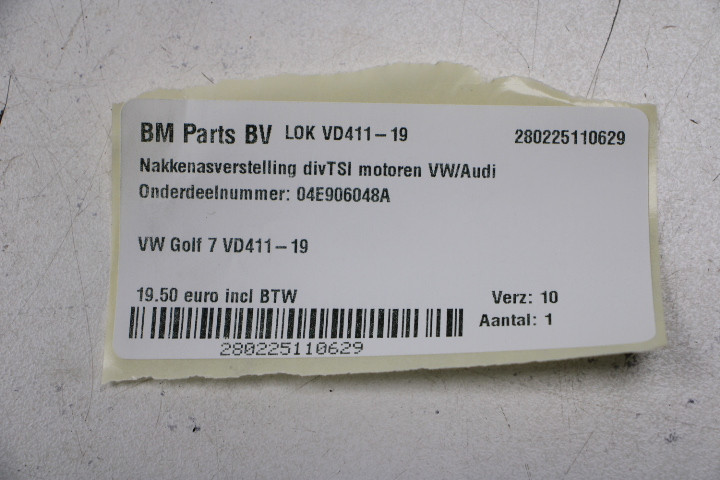 BM Parts BV LOK VD411-19 280225110629
Nakkenasverstelling divTSI motoren VW/Audi
Onderdeelnummer: 04E906048A
VW Golf 7 VD411-19
19.50 euro incl BTW Verz: 10
Aantal: 1
280225110629